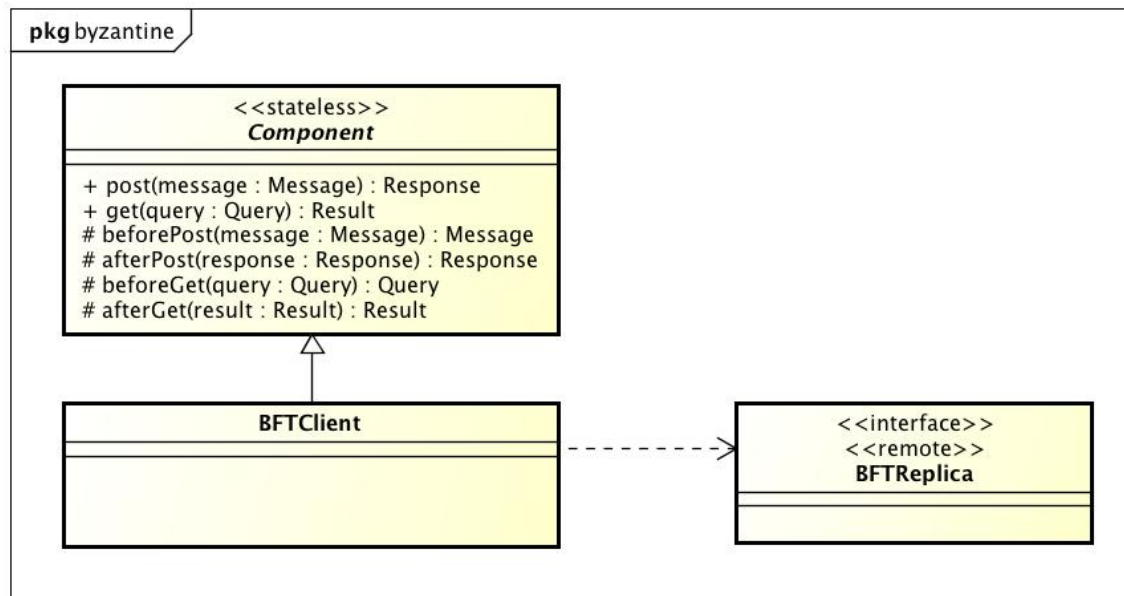 pkg byzantine
<<stateless>>
Component
+ post(message : Message) : Response
+ get(query : Query) : Result
# beforePost(message : Message) : Message
# afterPost(response : Response) : Response
# beforeGet(query : Query) : Query
# afterGet(result : Result) : Result
BFTClient
<<interface>>
<<remote>>
BFTReplica